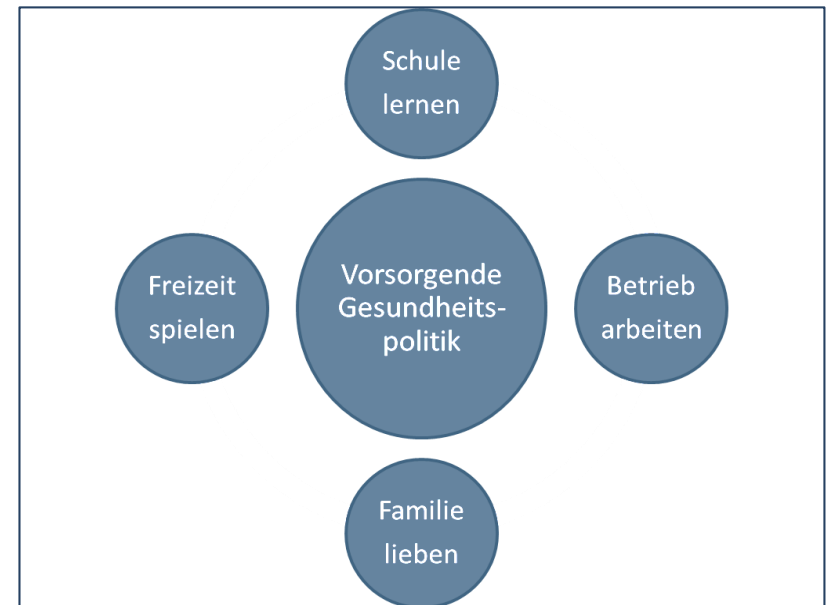 Schule
lernen
Freizeit
spielen
Vorsorgende
Gesundheits-
politik
Betrieb
arbeiten
Familie
lieben